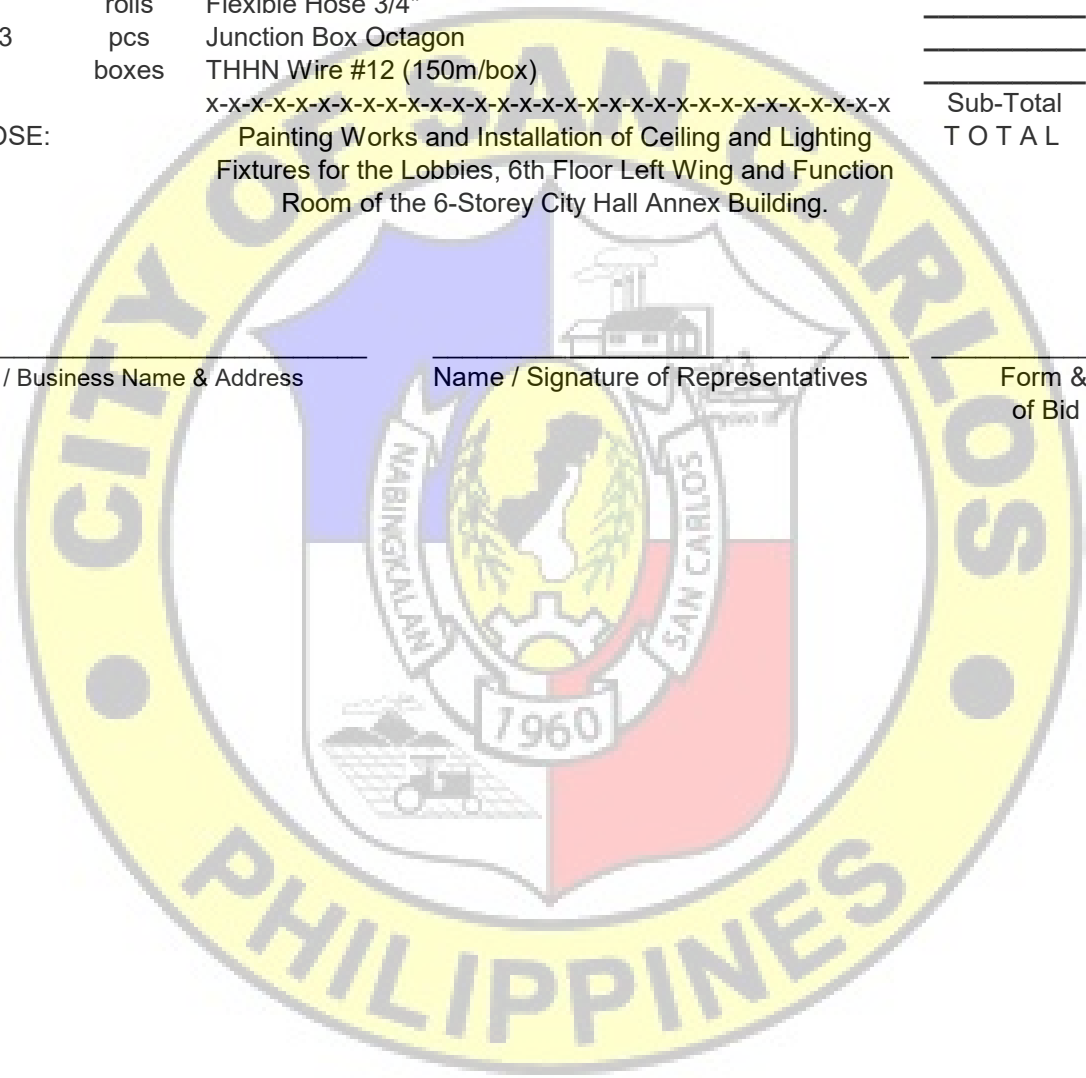 rolls Flexible Hose 3/4"
3 pcs Junction Box Octagon
boxes THHN Wire #12 (150m/box)
x-x-x-x-x-x-x-x-x-x-x-x-x-x-x-x-x-x-x-x-x-x-x-x-x-x-x-x-x-x-x Sub-Total
OSE: Painting Works and Installation of Ceiling and Lighting T O T A L
Fixtures for the Lobbies, 6th Floor Left Wing and Function
Room of the 6-Storey City Hall Annex Building.
/ Business Name & Address Name / Signature of Representatives Form &
of Bid
CITY OF SAN CARLOS
NABINGKALAN
SAN CARLOS
1960
PHILIPPINES